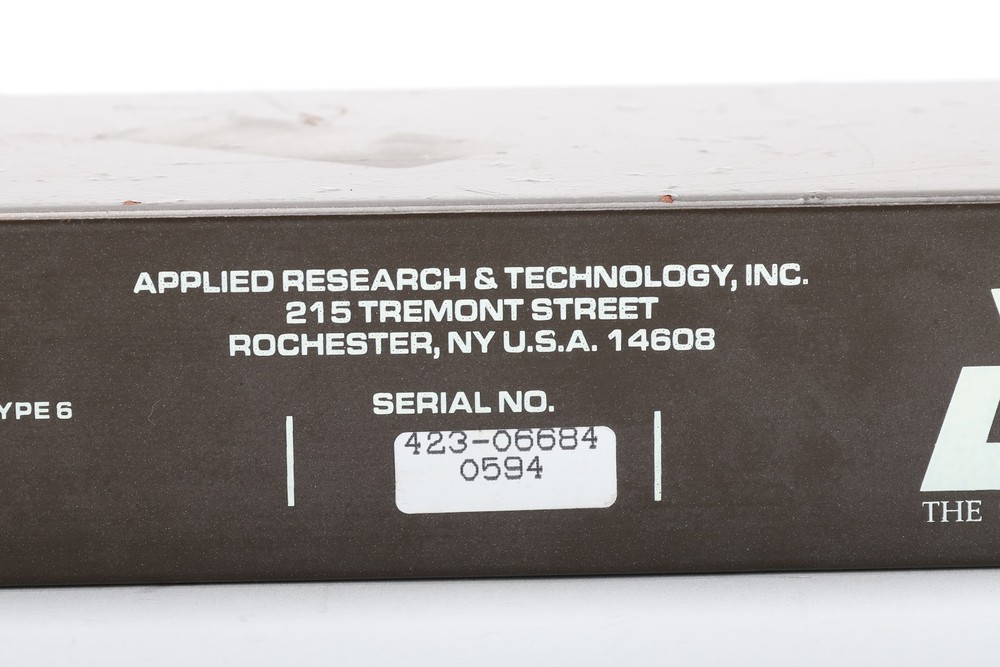 APPLIED RESEARCH & TECHNOLOGY, INC.
215 TREMONT STREET
ROCHESTER, NY U.S.A. 14608
YPE 6
SERIAL NO.
423-06684
0594
THE